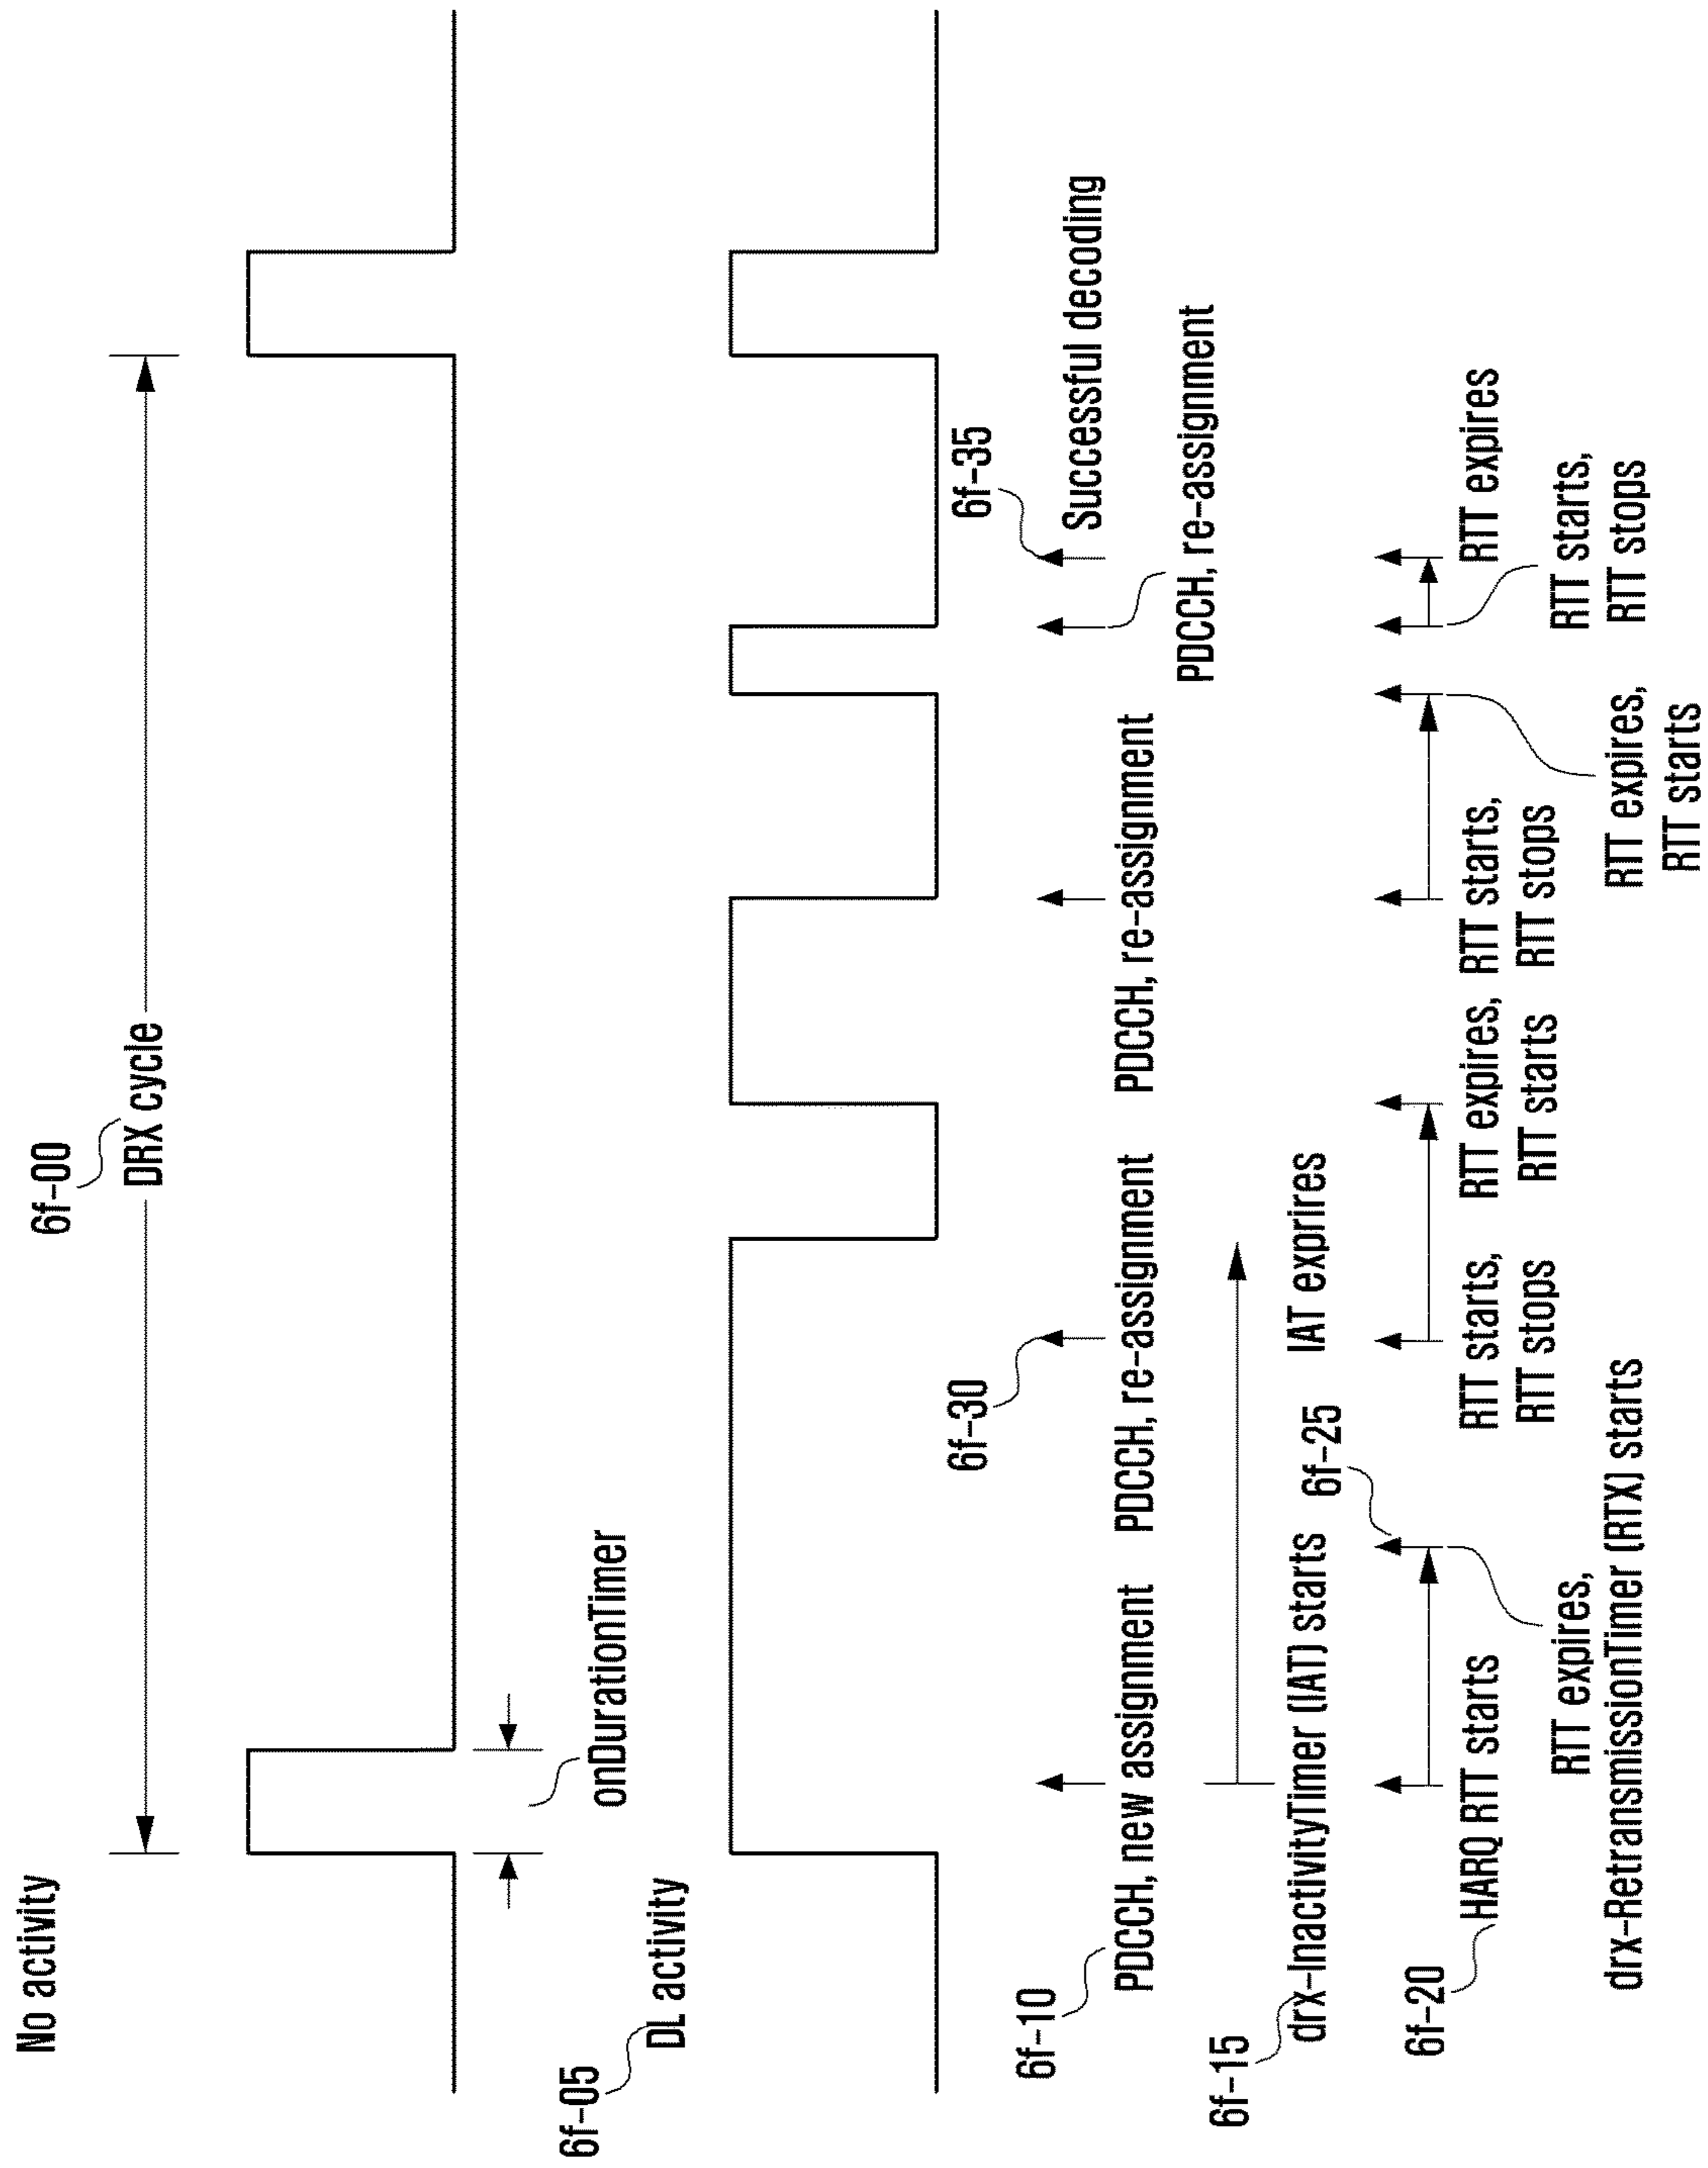 No activity
6f-00
DRX cycle
onDurationTimer
6f-05
DL activity
6f-10
PDCCH, new assignment
6f-30
PDCCH, re-assignment
PDCCH, re-assignment
PDCCH, re-assignment
6f-35
Successful decoding
6f-15
drx-InactivityTimer (IAT) starts
IAT exprires
6f-25
6f-20
HARQ RTT starts
RTT expires,
drx-RetransmissionTimer (RTX) starts
RTT starts,
RTT stops
RTT expires,
RTT starts
RTT starts,
RTT stops
RTT expires,
RTT starts
RTT starts,
RTT stops
RTT expires